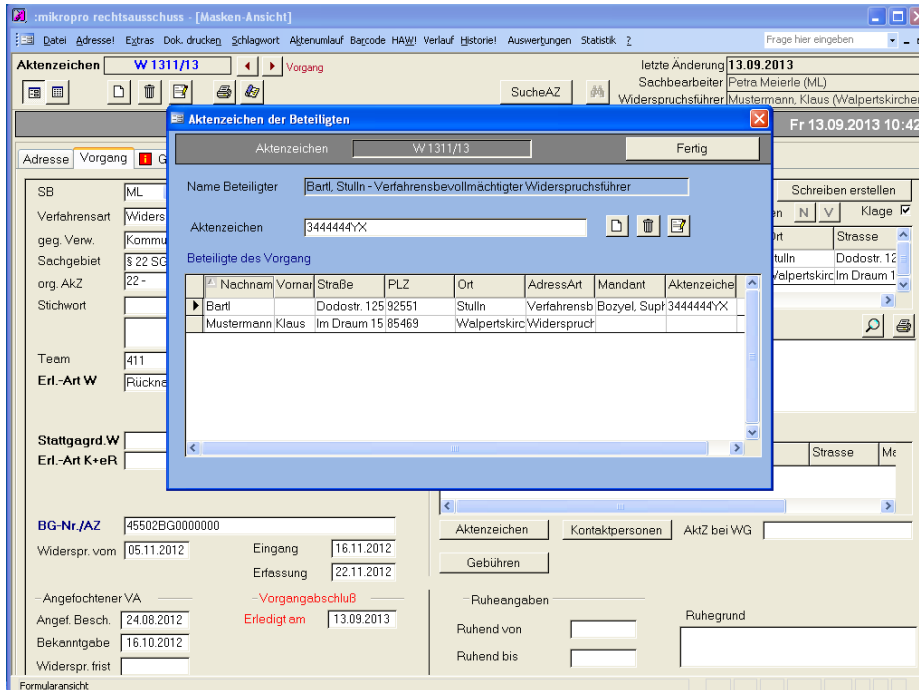 :mikropro rechtsausschuss - [Masken-Ansicht]
Datei Adresse! Extras Dok. drucken Schlagwort Aktenumlauf Barcode HAW! Verlauf Historie! Auswertungen Statistik ? Frage hier eingeben
Aktenzeichen W 1311/13 Vorgang letzte Änderung 13.09.2013
Sachbearbeiter Petra Meierle (ML)
SucheAZ Widerspruchsführer Mustermann, Klaus (Walpertskirchen
Fr 13.09.2013 10:42
Aktenzeichen der Beteiligten
Aktenzeichen W 1311/13 Fertig
Name Beteiligter Bartl, Stulln - Verfahrensbevollmächtigter Widerspruchsführer
Aktenzeichen 3444444YX
Beteiligte des Vorgang
Nachnam Vornar Straße PLZ Ort AdressArt Mandant Aktenzeiche
Bartl Dodostr. 125 92551 Stulln Verfahrensb Bozyel, Suph 3444444YX
Mustermann Klaus Im Draum 15 85469 Walpertskirc Widerspruch
Adresse Vorgang G
SB ML
Verfahrensart Widers
geg. Verw. Kommu
Sachgebiet § 22 SG
org. AkZ 22 -
Stichwort
Team 411
Erl.-Art W Rückne
Stattgagrd.W
Erl.-Art K+eR
Schreiben erstellen
en N V Klage
Ort Strasse
tulln Dodostr. 12
Walpertskirc Im Draum 1
Strasse Me
BG-Nr./AZ 45502BG0000000
Widerspr. vom 05.11.2012 Eingang 16.11.2012
Erfassung 22.11.2012
Aktenzeichen Kontaktpersonen AktZ bei WG
Gebühren
Angefochtener VA
Angef. Besch. 24.08.2012
Bekanntgabe 16.10.2012
Widerspr. frist
Vorgangabschluß
Erledigt am 13.09.2013
Ruheangaben
Ruhend von
Ruhend bis
Ruhegrund
Formularansicht